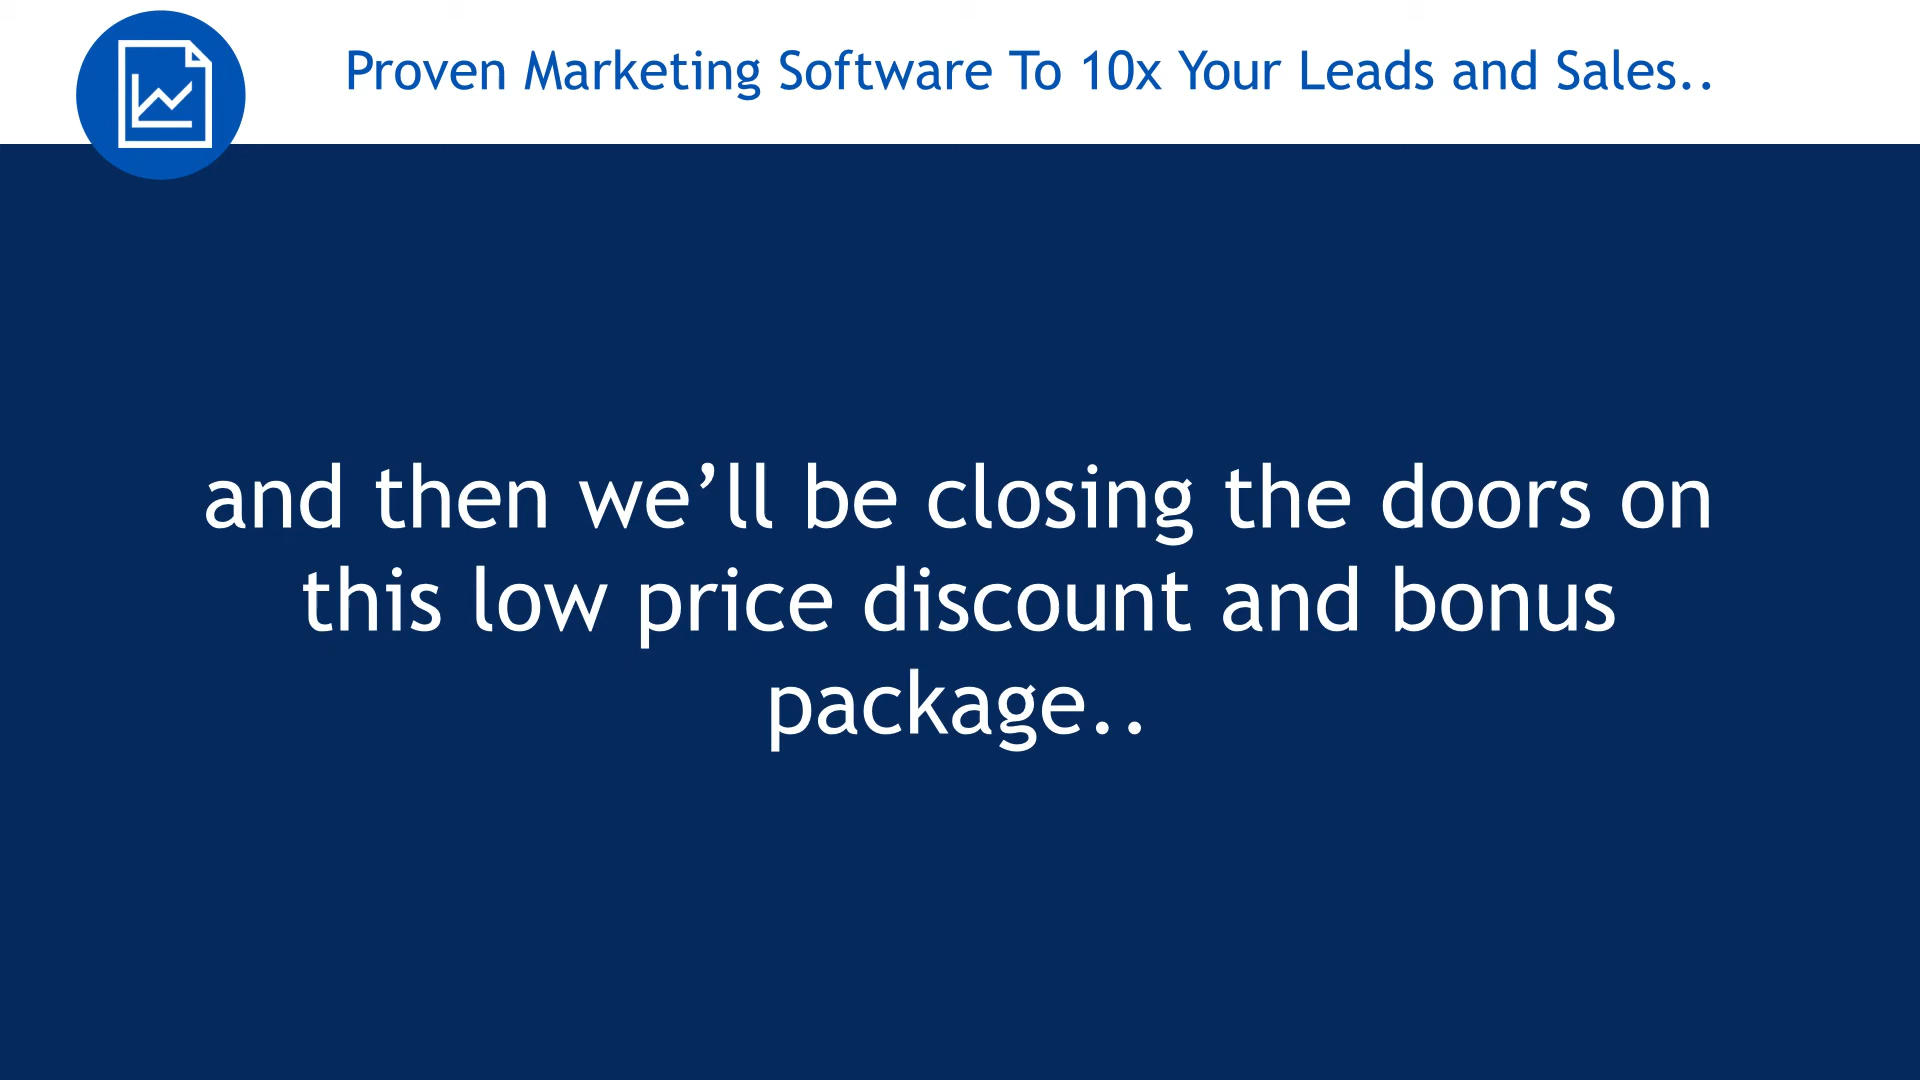 Proven Marketing Software To 10x Your Leads and Sales..
and then we’ll be closing the doors on
this low price discount and bonus
package..